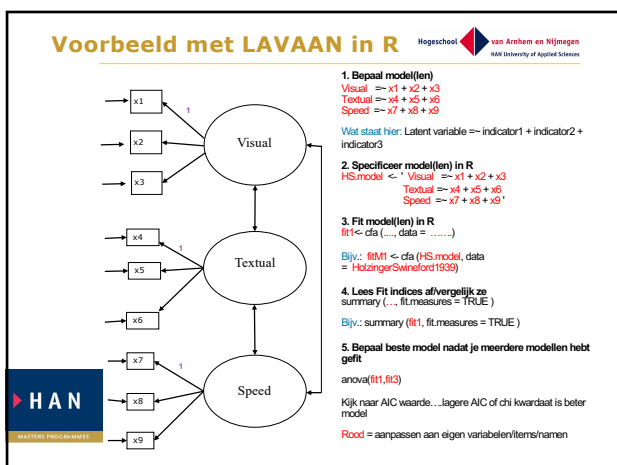 Voorbeeld met LAVAAN in R
Hogeschool van Arnhem en Nijmegen
HAN University of Applied Sciences
x1
1
x2
Visual
x3
x4
1
x5
Textual
x6
x7
1
x8
Speed
x9
HAN
MASTERS PROGRAMMES
1. Bepaal model(len)
Visual =~ x1 + x2 + x3
Textual =~ x4 + x5 + x6
Speed =~ x7 + x8 + x9
Wat staat hier: Latent variable =~ indicator1 + indicator2 +
indicator3
2. Specificeer model(len) in R
HS.model <- ' Visual =~ x1 + x2 + x3
Textual =~ x4 + x5 + x6
Speed =~ x7 + x8 + x9 '
3. Fit model(len) in R
fit1<- cfa (...., data = …….)
Bijv.: fitM1 <- cfa (HS.model, data
= HolzingerSwineford1939)
4. Lees Fit indices af/vergelijk ze
summary (…, fit.measures = TRUE )
Bijv.: summary (fit1, fit.measures = TRUE )
5. Bepaal beste model nadat je meerdere modellen hebt
gefit
anova(fit1,fit3)
Kijk naar AIC waarde….lagere AIC of chi kwardaat is beter
model
Rood = aanpassen aan eigen variabelen/items/namen